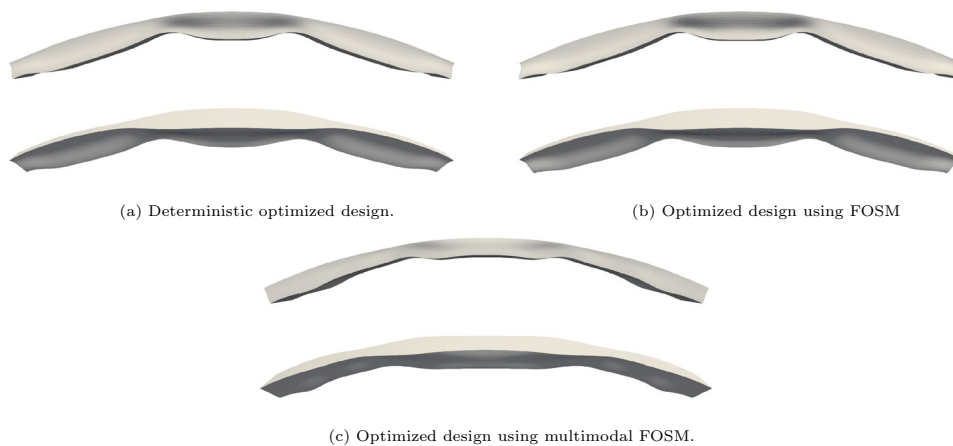 (a) Deterministic optimized design.
(b) Optimized design using FOSM
(c) Optimized design using multimodal FOSM.